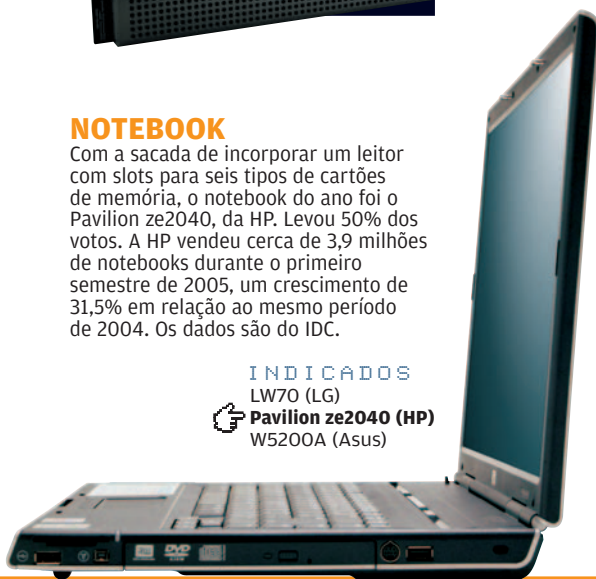 NOTEBOOK
Com a sacada de incorporar um leitor
com slots para seis tipos de cartões
de memória, o notebook do ano foi o
Pavilion ze2040, da HP. Levou 50% dos
votos. A HP vendeu cerca de 3,9 milhões
de notebooks durante o primeiro
semestre de 2005, um crescimento de
31,5% em relação ao mesmo período
de 2004. Os dados são do IDC.
INDICADOS
LW70 (LG)
Pavilion ze2040 (HP)
W5200A (Asus)
DVD